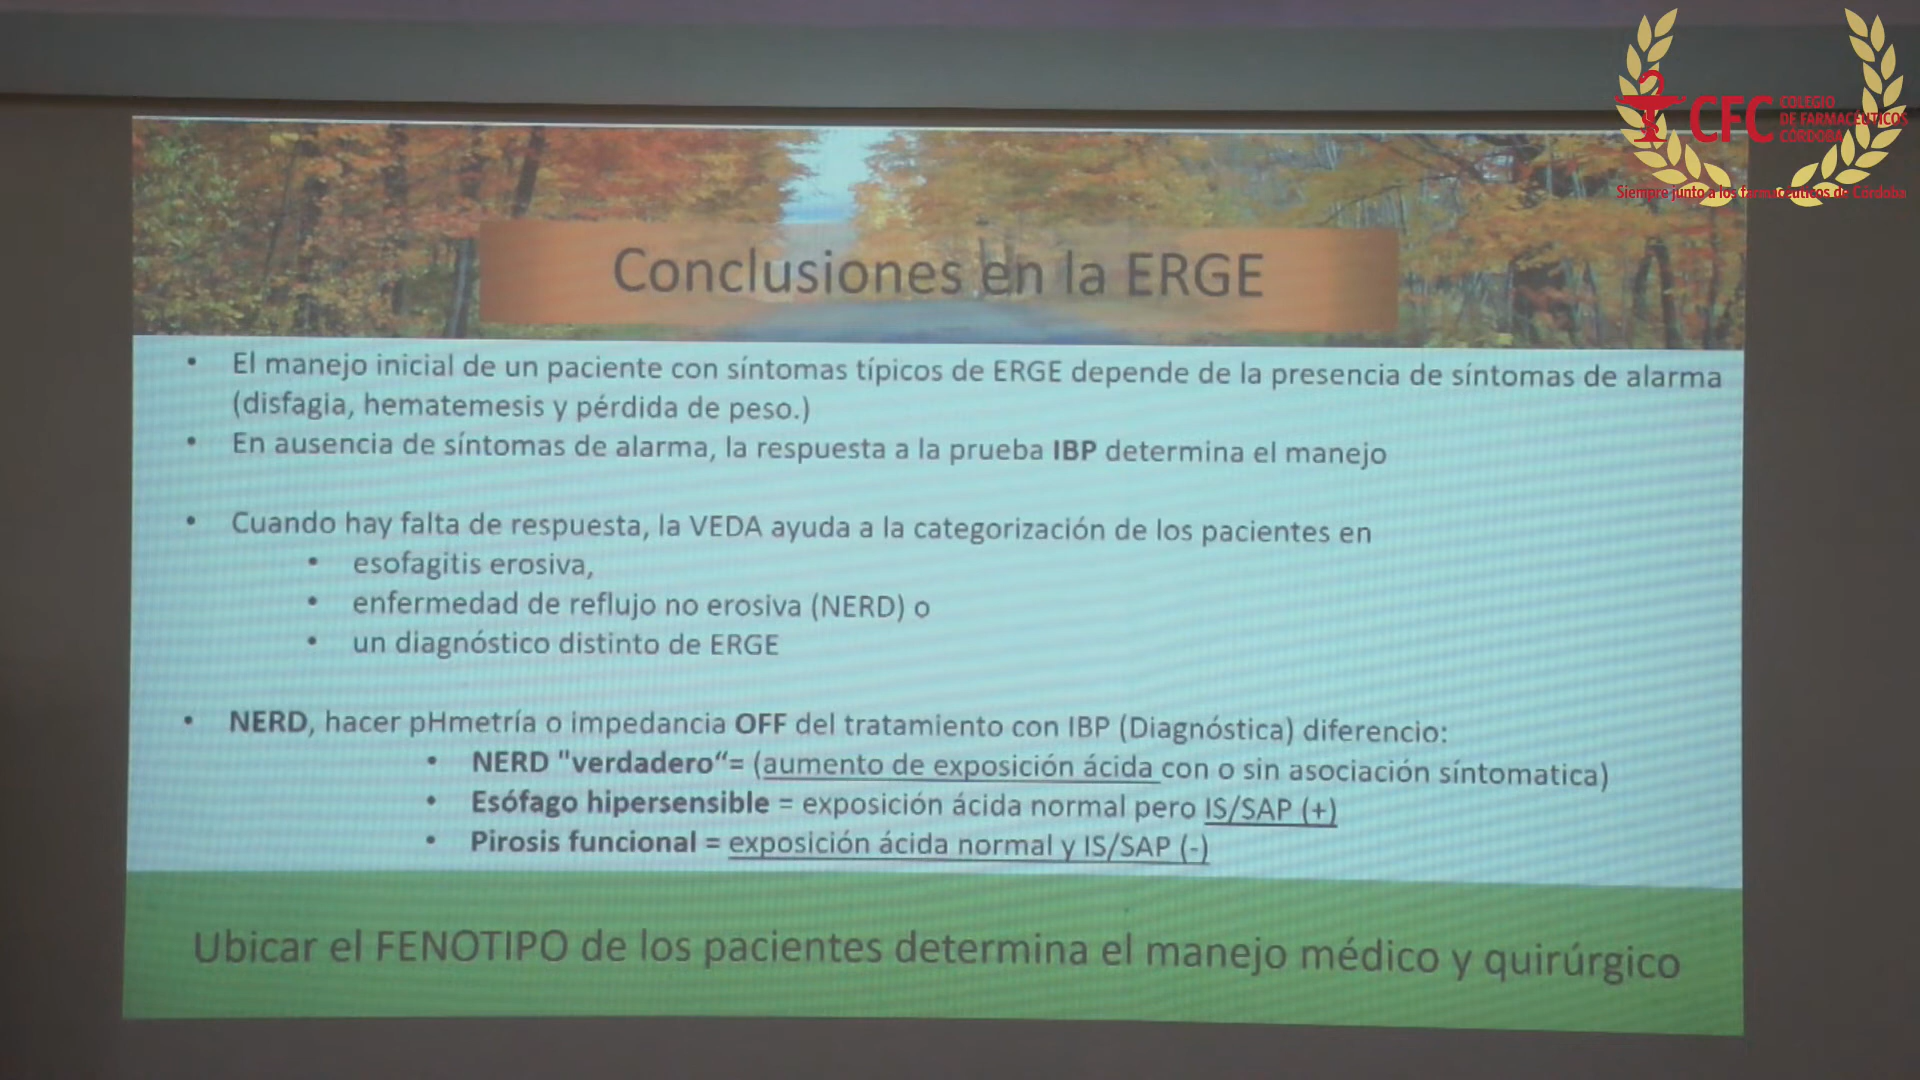 CFC COLEGIO
DE FARMACÉUTICOS
CÓRDOBA
Siempre junto a los farmacéuticos de Córdoba
Conclusiones en la ERGE
• El manejo inicial de un paciente con síntomas típicos de ERGE depende de la presencia de síntomas de alarma
(disfagia, hematemesis y pérdida de peso.)
• En ausencia de síntomas de alarma, la respuesta a la prueba IBP determina el manejo
• Cuando hay falta de respuesta, la VEDA ayuda a la categorización de los pacientes en
• esofagitis erosiva,
• enfermedad de reflujo no erosiva (NERD) o
• un diagnóstico distinto de ERGE
• NERD, hacer pHmetría o impedancia OFF del tratamiento con IBP (Diagnóstica) diferencio:
• NERD "verdadero“= (aumento de exposición ácida con o sin asociación síntomatica)
• Esófago hipersensible = exposición ácida normal pero IS/SAP (+)
• Pirosis funcional = exposición ácida normal y IS/SAP (-)
Ubicar el FENOTIPO de los pacientes determina el manejo médico y quirúrgico